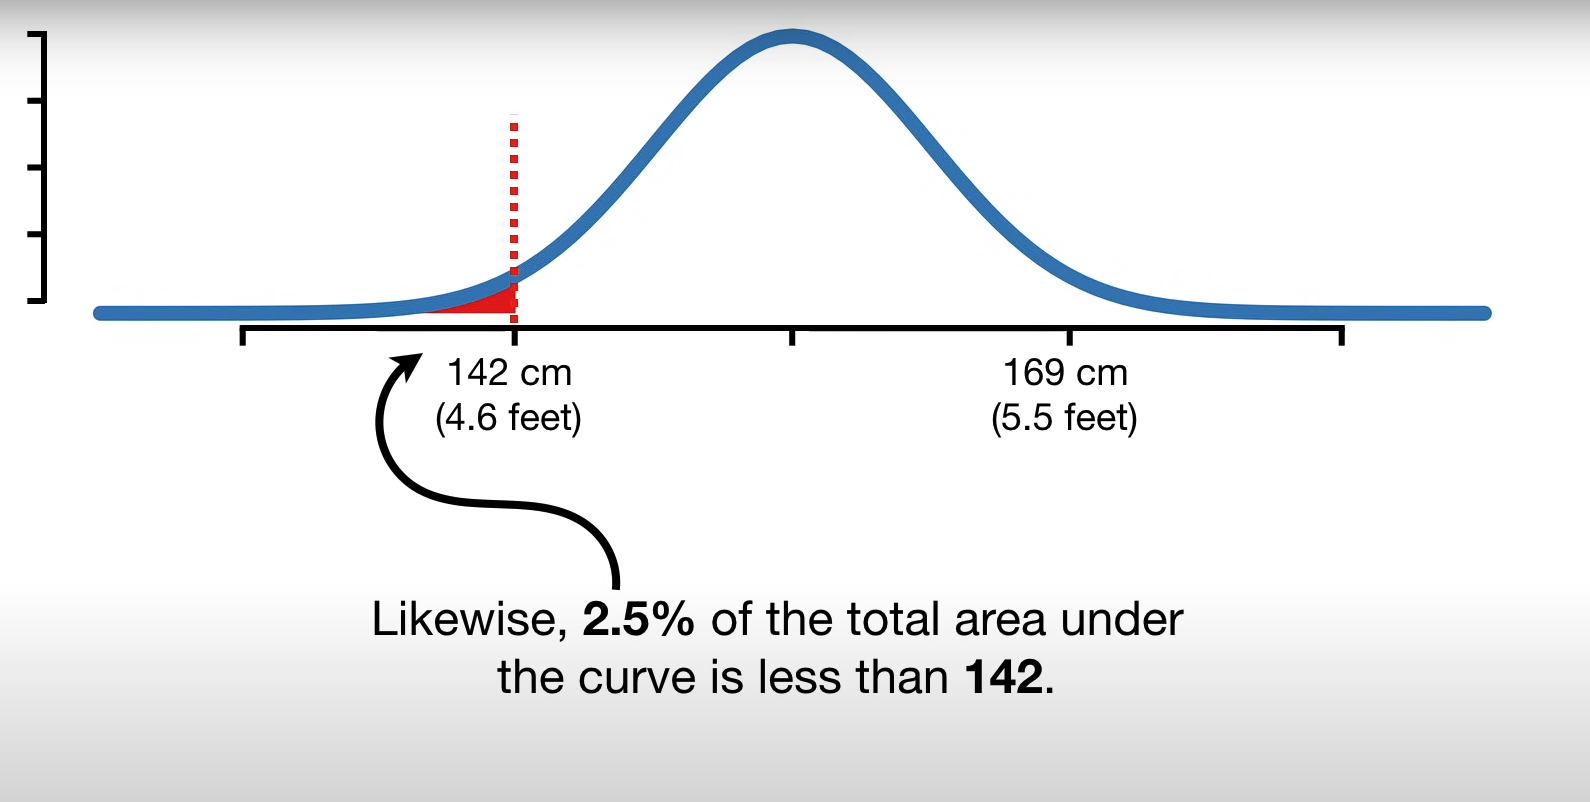 142 cm
(4.6 feet)
169 cm
(5.5 feet)
Likewise, 2.5% of the total area under
the curve is less than 142.